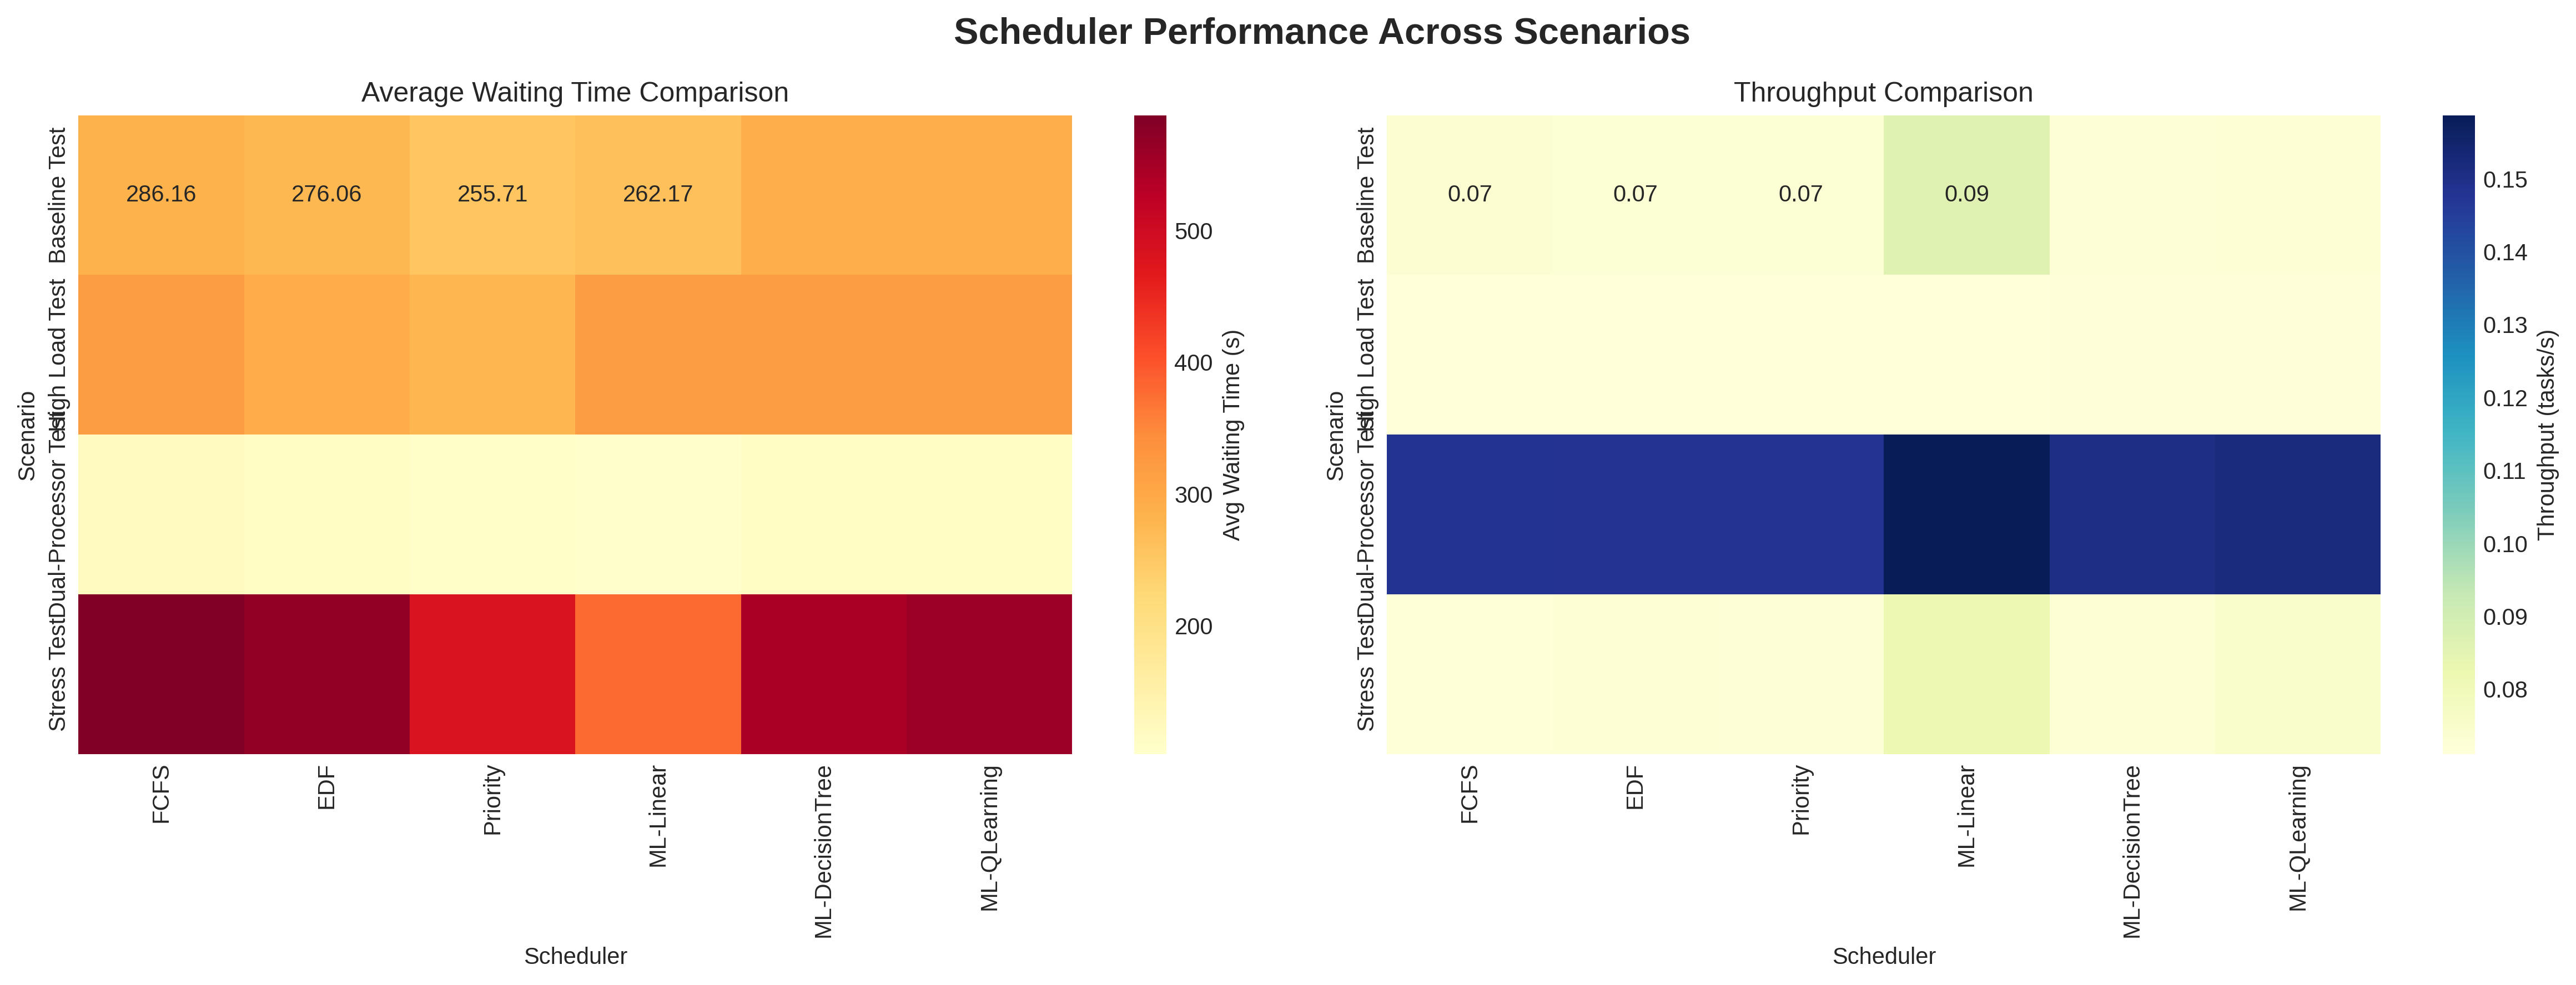 Scheduler Performance Across Scenarios
Average Waiting Time Comparison
Scenario
Baseline Test
High Load Test
Dual-Processor Test
Stress Test
286.16 276.06 255.71 262.17
FCFS
EDF
Priority
ML-Linear
ML-DecisionTree
ML-QLearning
Scheduler
500
400
300
200
Avg Waiting Time (s)
Throughput Comparison
Scenario
Baseline Test
High Load Test
Dual-Processor Test
Stress Test
0.07 0.07 0.07 0.09
FCFS
EDF
Priority
ML-Linear
ML-DecisionTree
ML-QLearning
Scheduler
0.15
0.14
0.13
0.12
0.11
0.10
0.09
0.08
Throughput (tasks/s)